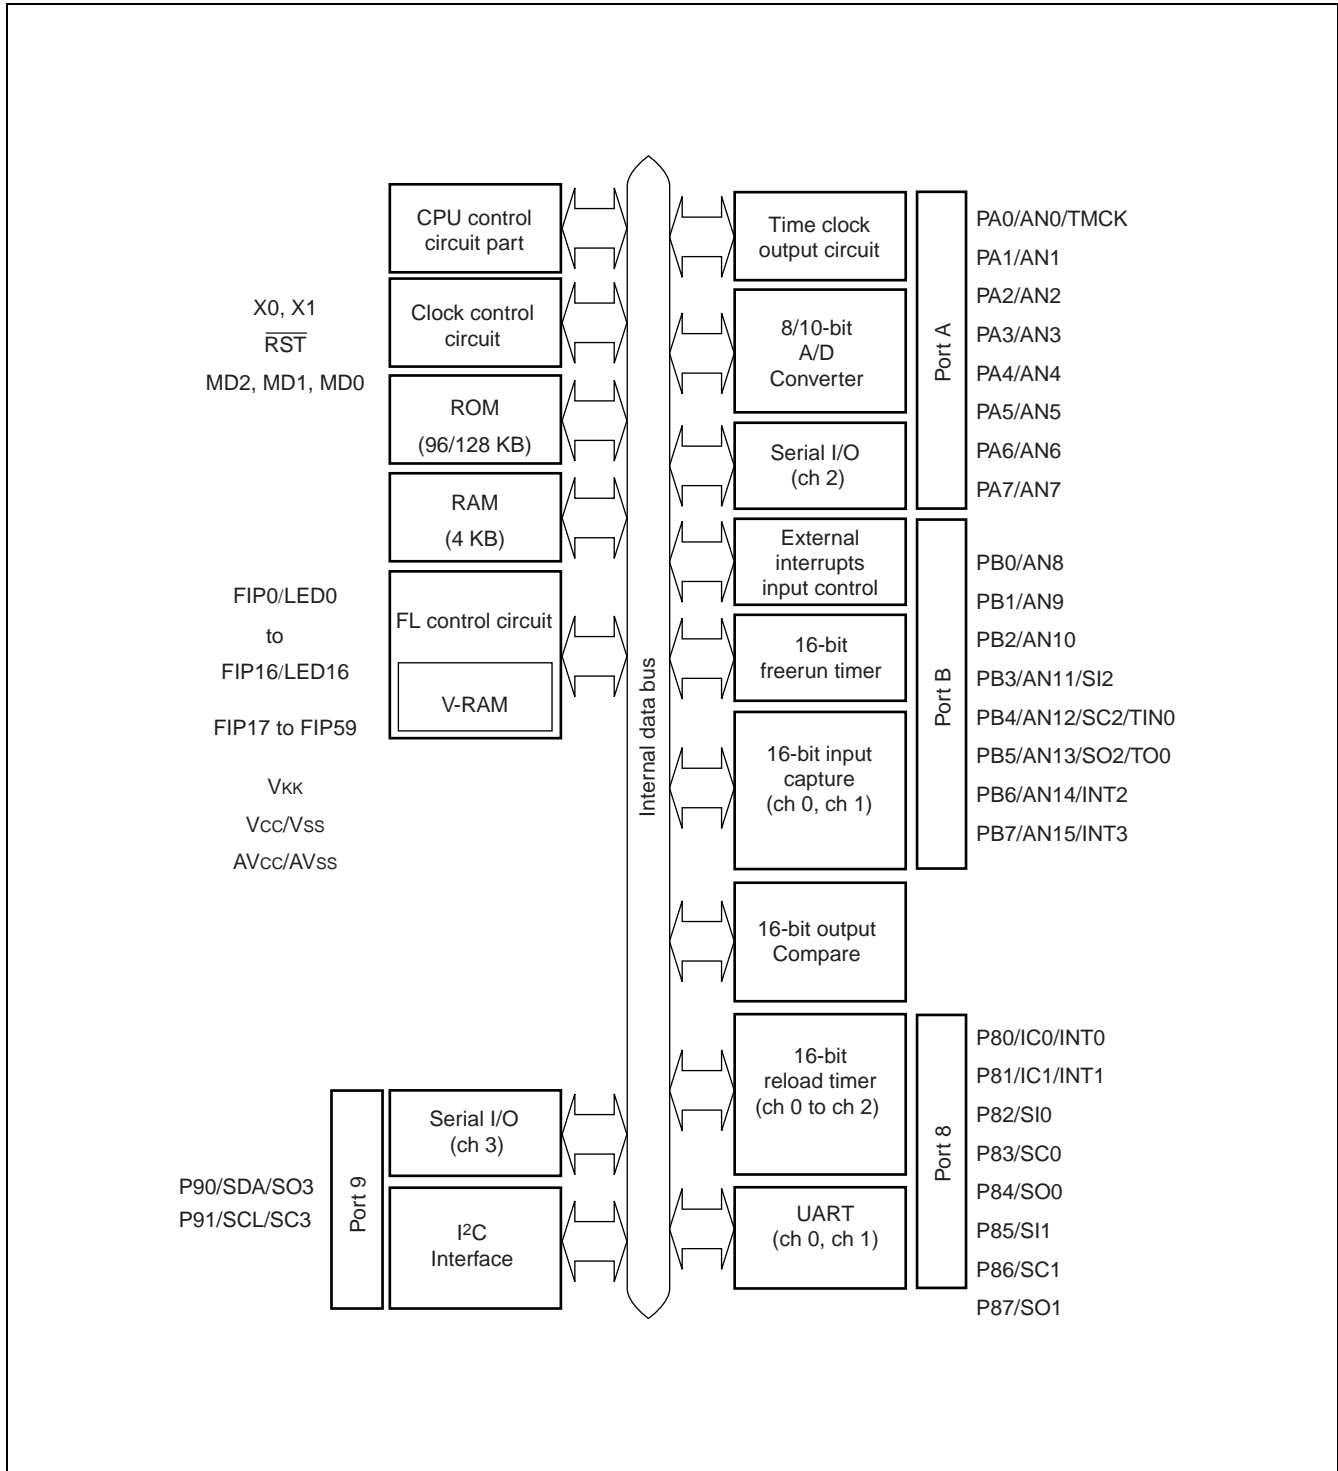 CPU control
circuit part
X0, X1
RST
MD2, MD1, MD0
Clock control
circuit
ROM
(96/128 KB)
RAM
(4 KB)
FIP0/LED0
to
FIP16/LED16
FIP17 to FIP59
FL control circuit
V-RAM
VKK
VCC/VSS
AVCC/AVSS
Port 9
P90/SDA/SO3
P91/SCL/SC3
Serial I/O
(ch 3)
I2C
Interface
Internal data bus
Time clock
output circuit
8/10-bit
A/D
Converter
Serial I/O
(ch 2)
External
interrupts
input control
16-bit
freerun timer
16-bit input
capture
(ch 0, ch 1)
16-bit output
Compare
16-bit
reload timer
(ch 0 to ch 2)
UART
(ch 0, ch 1)
Port A
PA0/AN0/TMCK
PA1/AN1
PA2/AN2
PA3/AN3
PA4/AN4
PA5/AN5
PA6/AN6
PA7/AN7
Port B
PB0/AN8
PB1/AN9
PB2/AN10
PB3/AN11/SI2
PB4/AN12/SC2/TIN0
PB5/AN13/SO2/TO0
PB6/AN14/INT2
PB7/AN15/INT3
Port 8
P80/IC0/INT0
P81/IC1/INT1
P82/SI0
P83/SC0
P84/SO0
P85/SI1
P86/SC1
P87/SO1